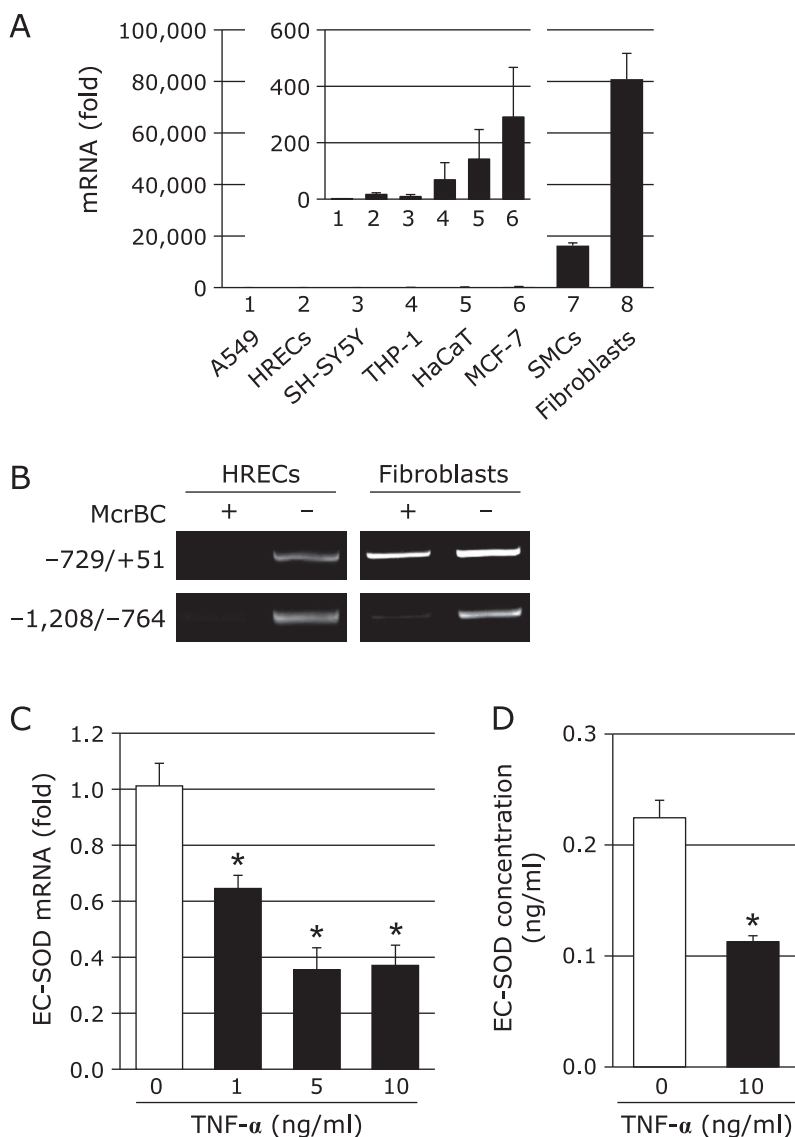 A
mRNA (fold)
100,000
80,000
60,000
40,000
20,000
0
600
400
200
0
1 2 3 4 5 6
1 2 3 4 5 6 7 8
A549 HRECs SH-SY5Y THP-1 HaCaT MCF-7 SMCs Fibroblasts
B
HRECs Fibroblasts
McrBC + − + −
−729/+51
−1,208/−764
C
EC-SOD mRNA (fold)
1.2
1.0
0.8
0.6
0.4
0.2
0.0
* * *
0 1 5 10
TNF-α (ng/ml)
D
EC-SOD concentration
(ng/ml)
0.3
0.2
0.1
0.0
*
0 10
TNF-α (ng/ml)